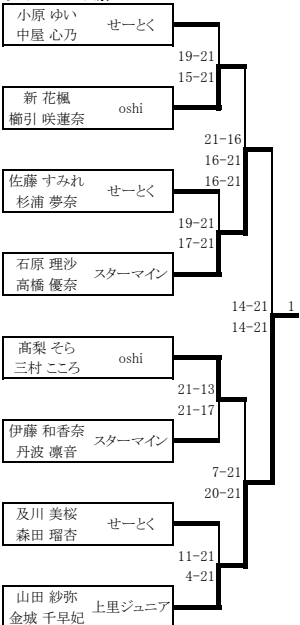 小原 ゆい
中屋 心乃
せーとく
19-21
15-21
新 花楓
櫛引 咲蓮奈
oshi
21-16
16-21
16-21
佐藤 すみれ
杉浦 夢奈
せーとく
19-21
17-21
石原 理沙
高橋 優奈
スターマイン
14-21
14-21
1
髙梨 そら
三村 こころ
oshi
21-13
21-17
伊藤 和香奈
丹波 凛音
スターマイン
7-21
20-21
及川 美桜
森田 瑠杏
せーとく
11-21
4-21
山田 紗弥
金城 千早妃
上里ジュニア